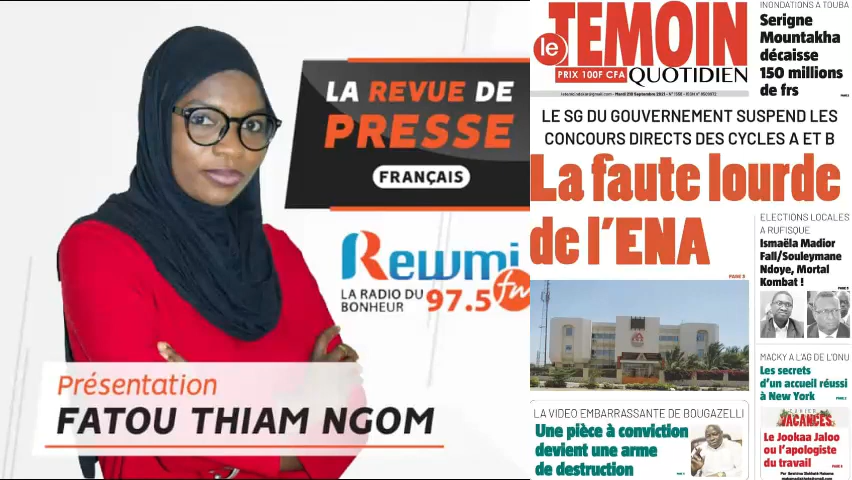 LA REVUE DE
PRESSE
FRANÇAIS
Rewmi fm
LA RADIO DU
BONHEUR 97.5
Présentation
FATOU THIAM NGOM
le TEMOIN
PRIX 100F CFA
QUOTIDIEN
INONDATIONS A TOUBA
Serigne
Mountakha
décaisse
150 millions
de frs
LE SG DU GOUVERNEMENT SUSPEND LES
CONCOURS DIRECTS DES CYCLES A ET B
La faute lourde
de l'ENA
PAGE 3
ELECTIONS LOCALES
A RUFISQUE
Ismaëla Madior
Fall/Souleymane
Ndoye, Mortal
Kombat !
MACKY A L'AG DE L'ONU
Les secrets
d'un accueil réussi
à New York
LA VIDEO EMBARRASSANTE DE BOUGAZELLI
Une pièce à conviction
devient une arme
de destruction
CAHIER
VACANCES
Le Jookaa Jaloo
ou l'apologiste
du travail